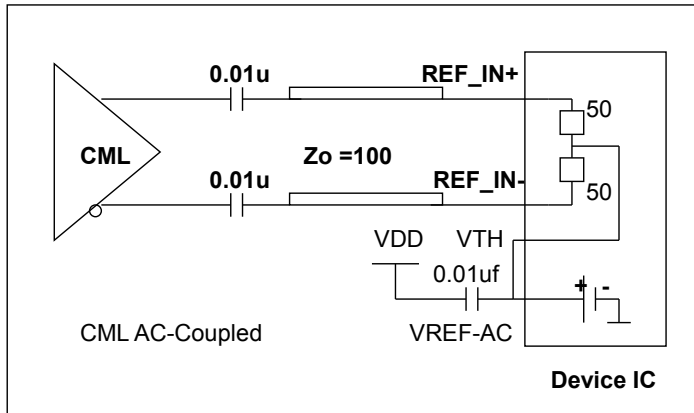 0.01u
REF_IN+
50
CML
Zo =100
0.01u
REF_IN-
50
VDD
VTH
0.01uf
+ -
CML AC-Coupled
VREF-AC
Device IC